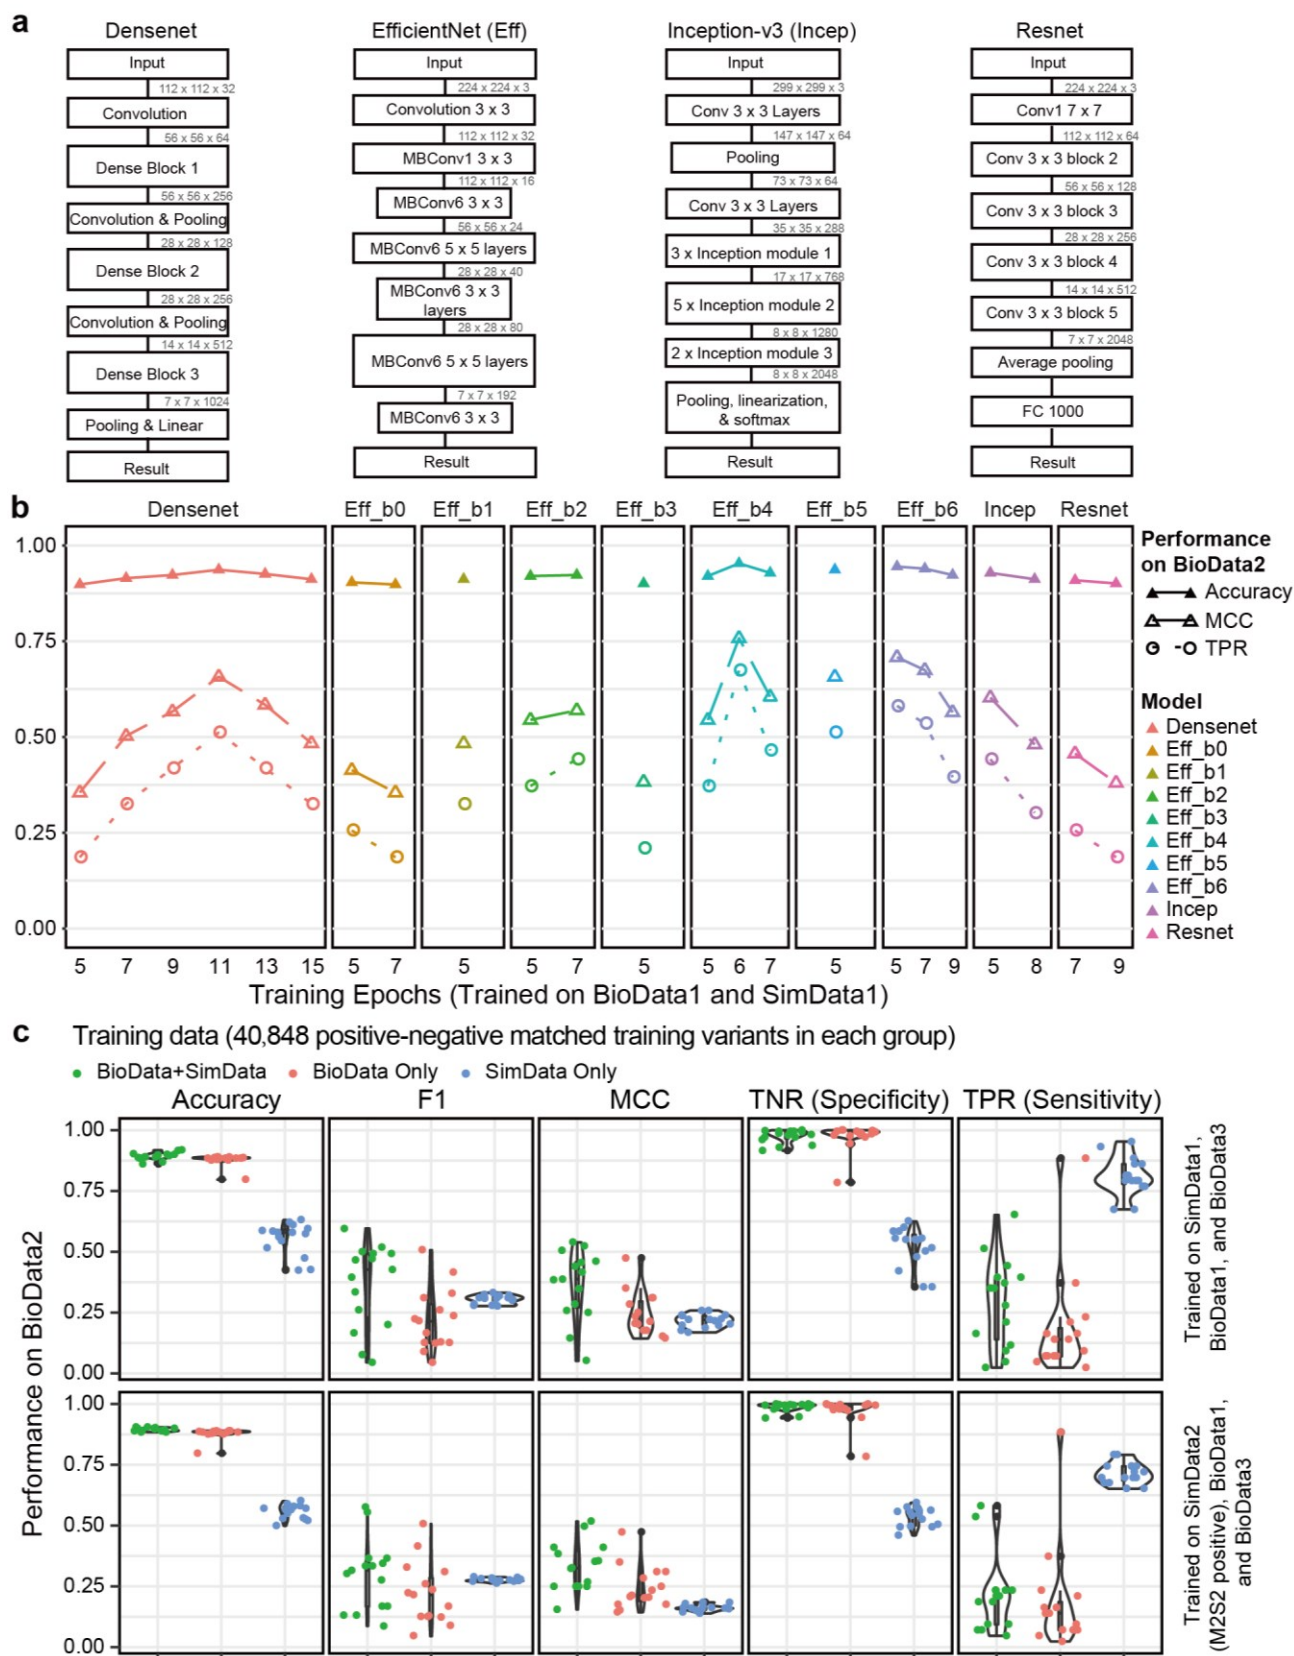 a
Densenet
Input
112 x 112 x 32
Convolution
56 x 56 x 64
Dense Block 1
56 x 56 x 256
Convolution & Pooling
28 x 28 x 128
Dense Block 2
28 x 28 x 256
Convolution & Pooling
14 x 14 x 512
Dense Block 3
7 x 7 x 1024
Pooling & Linear
Result
EfficientNet (Eff)
Input
224 x 224 x 3
Convolution 3 x 3
112 x 112 x 32
MBConv1 3 x 3
112 x 112 x 16
MBConv6 3 x 3
56 x 56 x 24
MBConv6 5 x 5 layers
28 x 28 x 40
MBConv6 3 x 3
layers
28 x 28 x 80
MBConv6 5 x 5 layers
7 x 7 x 192
MBConv6 3 x 3
Result
Inception-v3 (Incep)
Input
299 x 299 x 3
Conv 3 x 3 Layers
147 x 147 x 64
Pooling
73 x 73 x 64
Conv 3 x 3 Layers
35 x 35 x 288
3 x Inception module 1
17 x 17 x 768
5 x Inception module 2
8 x 8 x 1280
2 x Inception module 3
8 x 8 x 2048
Pooling, linearization,
& softmax
Result
Resnet
Input
224 x 224 x 3
Conv1 7 x 7
112 x 112 x 64
Conv 3 x 3 block 2
56 x 56 x 128
Conv 3 x 3 block 3
28 x 28 x 256
Conv 3 x 3 block 4
14 x 14 x 512
Conv 3 x 3 block 5
7 x 7 x 2048
Average pooling
FC 1000
Result
b
Densenet Eff_b0 Eff_b1 Eff_b2 Eff_b3 Eff_b4 Eff_b5 Eff_b6 Incep Resnet
1.00
0.75
0.50
0.25
0.00
5 7 9 11 13 15 5 7 5 5 7 5 5 6 7 5 5 7 9 5 8 7 9
Training Epochs (Trained on BioData1 and SimData1)
Performance
on BioData2
Accuracy
MCC
TPR
Model
Densenet
Eff_b0
Eff_b1
Eff_b2
Eff_b3
Eff_b4
Eff_b5
Eff_b6
Incep
Resnet
c
Training data (40,848 positive-negative matched training variants in each group)
BioData+SimData BioData Only SimData Only
Accuracy F1 MCC TNR (Specificity) TPR (Sensitivity)
Performance on BioData2
1.00
0.75
0.50
0.25
0.00
Trained on SimData1,
BioData1, and BioData3
1.00
0.75
0.50
0.25
0.00
Trained on SimData2
(M2S2 positive), BioData1,
and BioData3